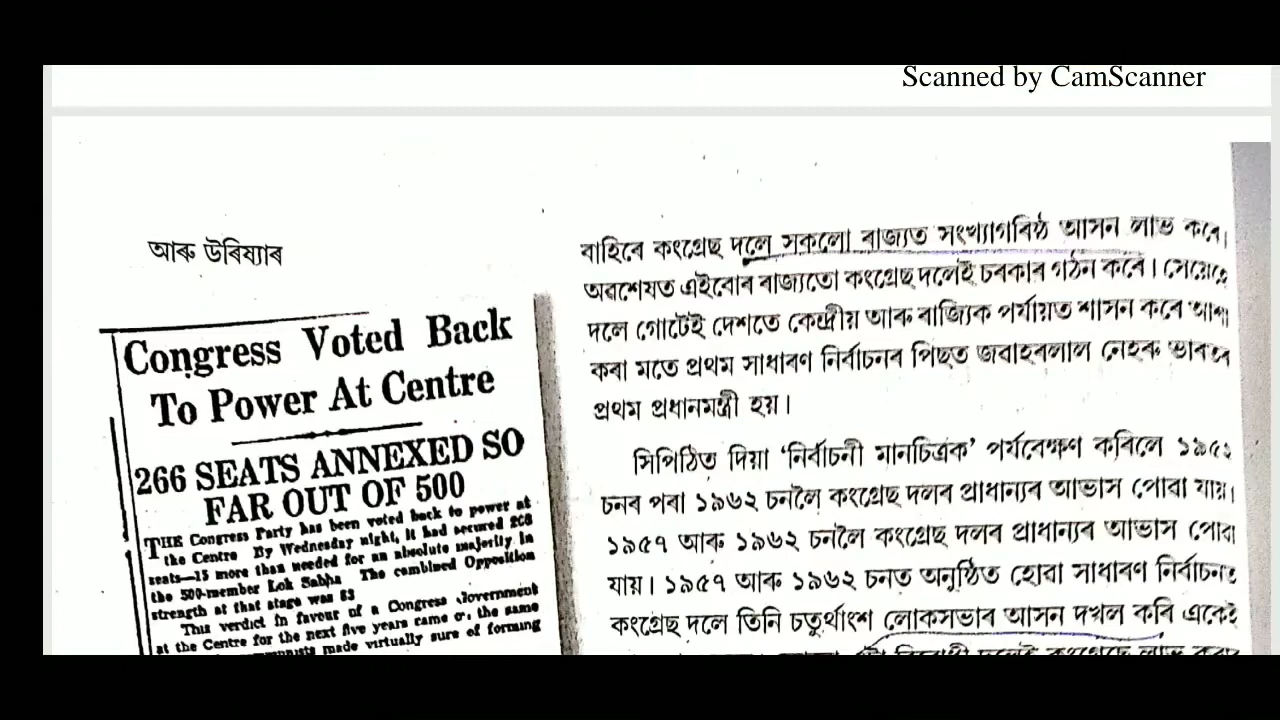 Scanned by CamScanner
আৰু উৰিষ্যাৰ
Congress Voted Back
To Power At Centre
266 SEATS ANNEXED SO
FAR OUT OF 500
THE Congress Party has been voted back to power at
the Centre By Wednesday night, it had secured 266
seats—15 more than needed for an absolute majority in
the 500-member Lok Sabha The combined Opposition
strength at that stage was 83
This verdict in favour of a Congress Government
at the Centre for the next five years came the same
made virtually sure of forming
বাহিৰে কংগ্ৰেছ দলে সকলো ৰাজ্যত সংখ্যাগৰিষ্ঠ আসন লাভ কৰে।
অৱশেষত এইবোৰ ৰাজ্যতো কংগ্ৰেছ দলেই চৰকাৰ গঠন কৰে।
দলে গোটেই দেশতে কেন্দ্ৰীয় আৰু ৰাজ্যিক পৰ্যায়ত শাসন কৰে আশা
কৰা মতে প্ৰথম সাধাৰণ নিৰ্বাচনৰ পিছত জৱাহৰলাল নেহৰু ভাৰতৰ
প্ৰথম প্ৰধানমন্ত্ৰী হয়।
সিপিঠিত দিয়া ‘নিৰ্বাচনী মানচিত্ৰক’ পৰ্যবেক্ষণ কৰিলে ১৯৫২
চনৰ পৰা ১৯৬২ চনলৈ কংগ্ৰেছ দলৰ প্ৰাধান্যৰ আভাস পোৱা যায়।
১৯৫৭ আৰু ১৯৬২ চনলৈ কংগ্ৰেছ দলৰ প্ৰাধান্যৰ আভাস পোৱা
যায়। ১৯৫৭ আৰু ১৯৬২ চনত অনুষ্ঠিত হোৱা সাধাৰণ নিৰ্বাচনত
কংগ্ৰেছ দলে তিনি চতুৰ্থাংশ লোকসভাৰ আসন দখল কৰি একেই